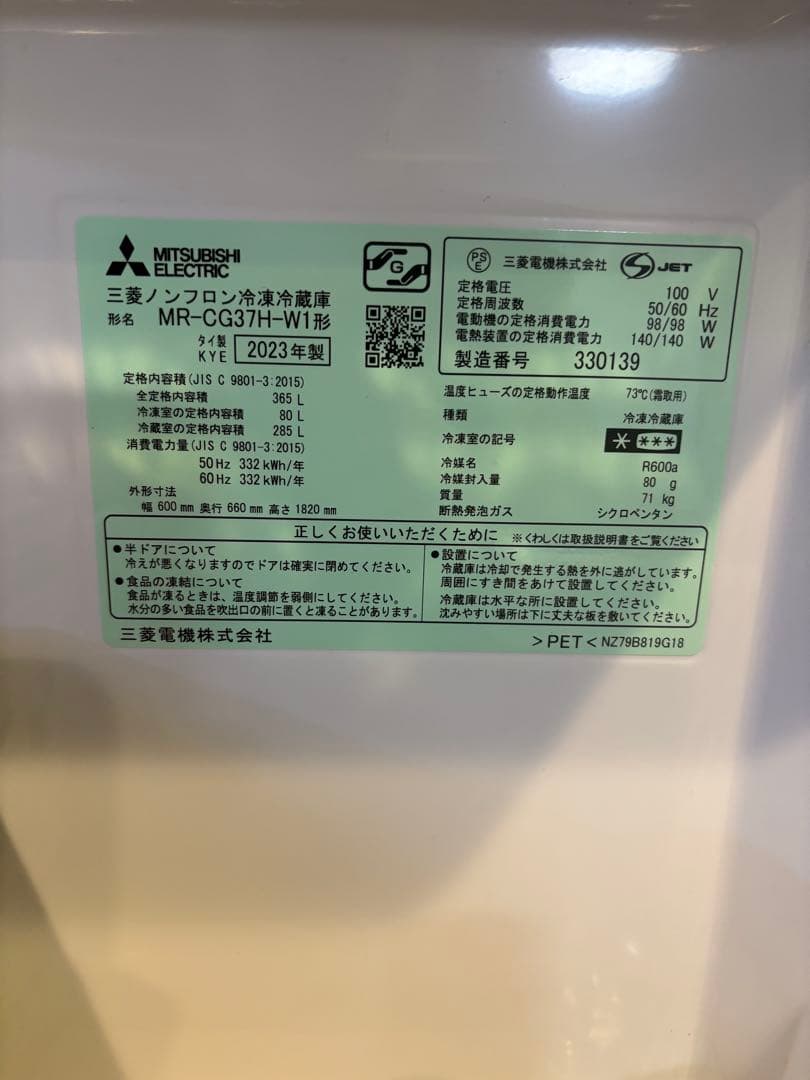 MITSUBISHI
ELECTRIC
三菱ノンフロン冷凍冷蔵庫
形名 MR-CG37H-W1形
タイ製
KYE 2023年製
G
定格内容積(JIS C 9801-3:2015)
全定格内容積 365 L
冷凍室の定格内容積 80 L
冷蔵室の定格内容積 285 L
消費電力量(JIS C 9801-3:2015)
50Hz 332 kWh/年
60Hz 332 kWh/年
外形寸法
幅 600 mm 奥行 660 mm 高さ 1820 mm
PSE 三菱電機株式会社 JET
定格電圧 100 V
定格周波数 50/60 Hz
電動機の定格消費電力 98/98 W
電熱装置の定格消費電力 140/140 W
製造番号 330139
温度ヒューズの定格動作温度 73℃(霜取用)
種類 冷凍冷蔵庫
冷凍室の記号 * ***
冷媒名 R600a
冷媒封入量 80 g
質量 71 kg
断熱発泡ガス シクロペンタン
正しくお使いいただくために ※くわしくは取扱説明書をご覧ください
●半ドアについて
冷えが悪くなりますのでドアは確実に閉めてください。
●食品の凍結について
食品が凍るときは、温度調節を弱側にしてください。
水分の多い食品を吹出口の前に置くと凍ることがあります。
●設置について
冷蔵庫は冷却で発生する熱を外に逃がしています。
周囲にすき間をあけて設置してください。
冷蔵庫は水平な所に設置してください。
沈みやすい場所は下に丈夫な板を敷いてください。
三菱電機株式会社
>PET< NZ79B819G18